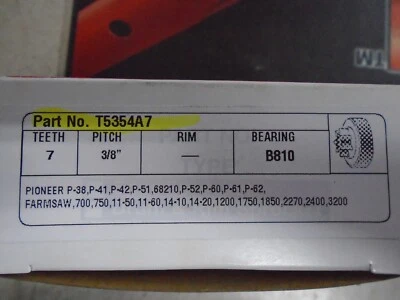 TM
Part No. T5354A7
TEETH PITCH RIM BEARING
7 3/8" — B810
PIONEER P-38,P-41,P-42,P-51,68210,P-52,P-60,P-61,P-62,
FARMSAW,700,750,11-50,11-60,14-10,14-20,1200,1750,1850,2270,2400,3200